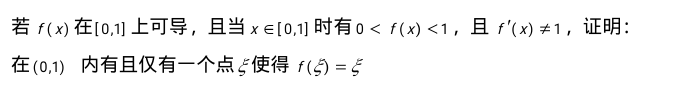 若 f(x) 在[0,1] 上可导，且当 x∈[0,1] 时有 0 < f(x) <1 ，且 f′(x) ≠1 ，证明：
在 (0,1) 内有且仅有一个点 ξ 使得 f(ξ) = ξ